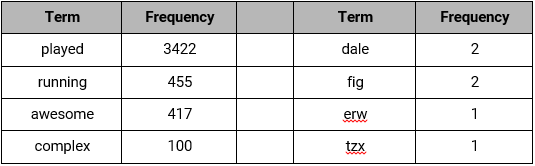 Term Frequency Term Frequency
played 3422 dale 2
running 455 fig 2
awesome 417 erw 1
complex 100 tzx 1